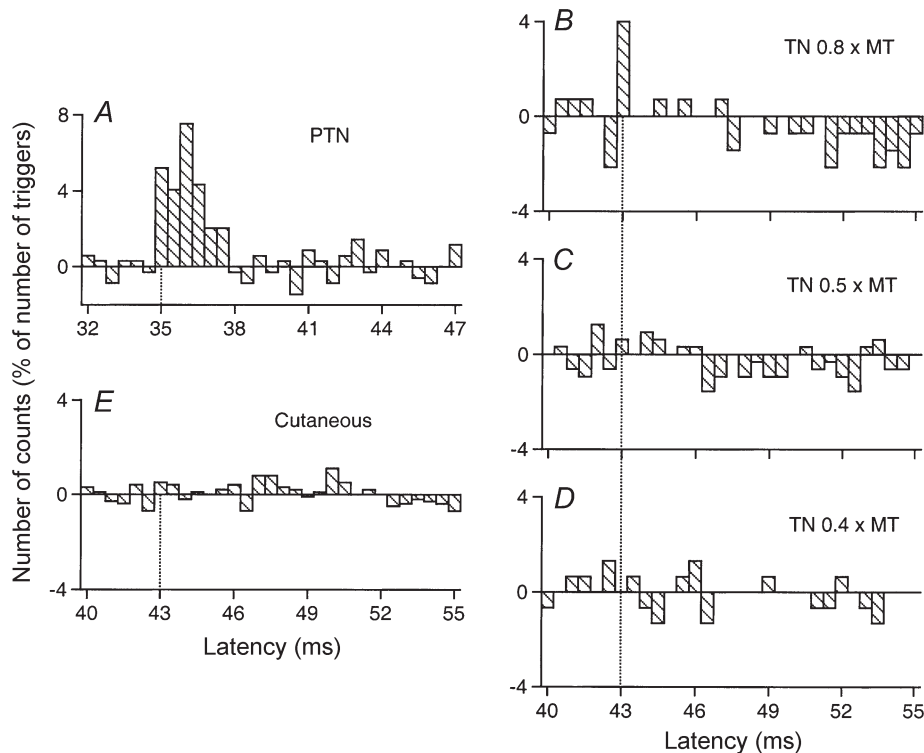 Number of counts (% of number of triggers)
A
PTN
8
4
0
32 35 38 41 44 47
E
Cutaneous
4
0
-4
40 43 46 49 52 55
Latency (ms)
B
TN 0.8 x MT
4
0
-4
C
TN 0.5 x MT
4
0
-4
D
TN 0.4 x MT
4
0
-4
40 43 46 49 52 55
Latency (ms)